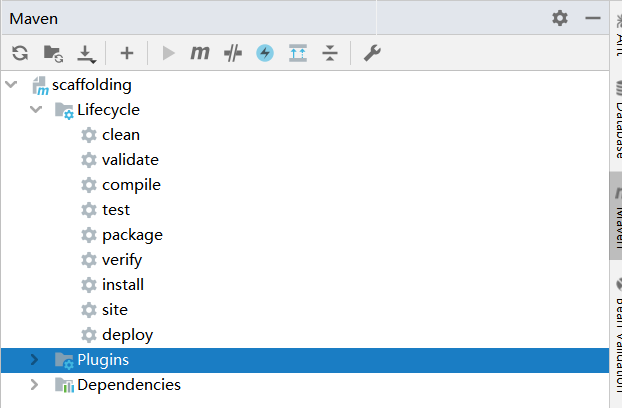 Maven
scaffolding
Lifecycle
clean
validate
compile
test
package
verify
install
site
deploy
Plugins
Dependencies
Ant
Database
Maven
Bean Validation